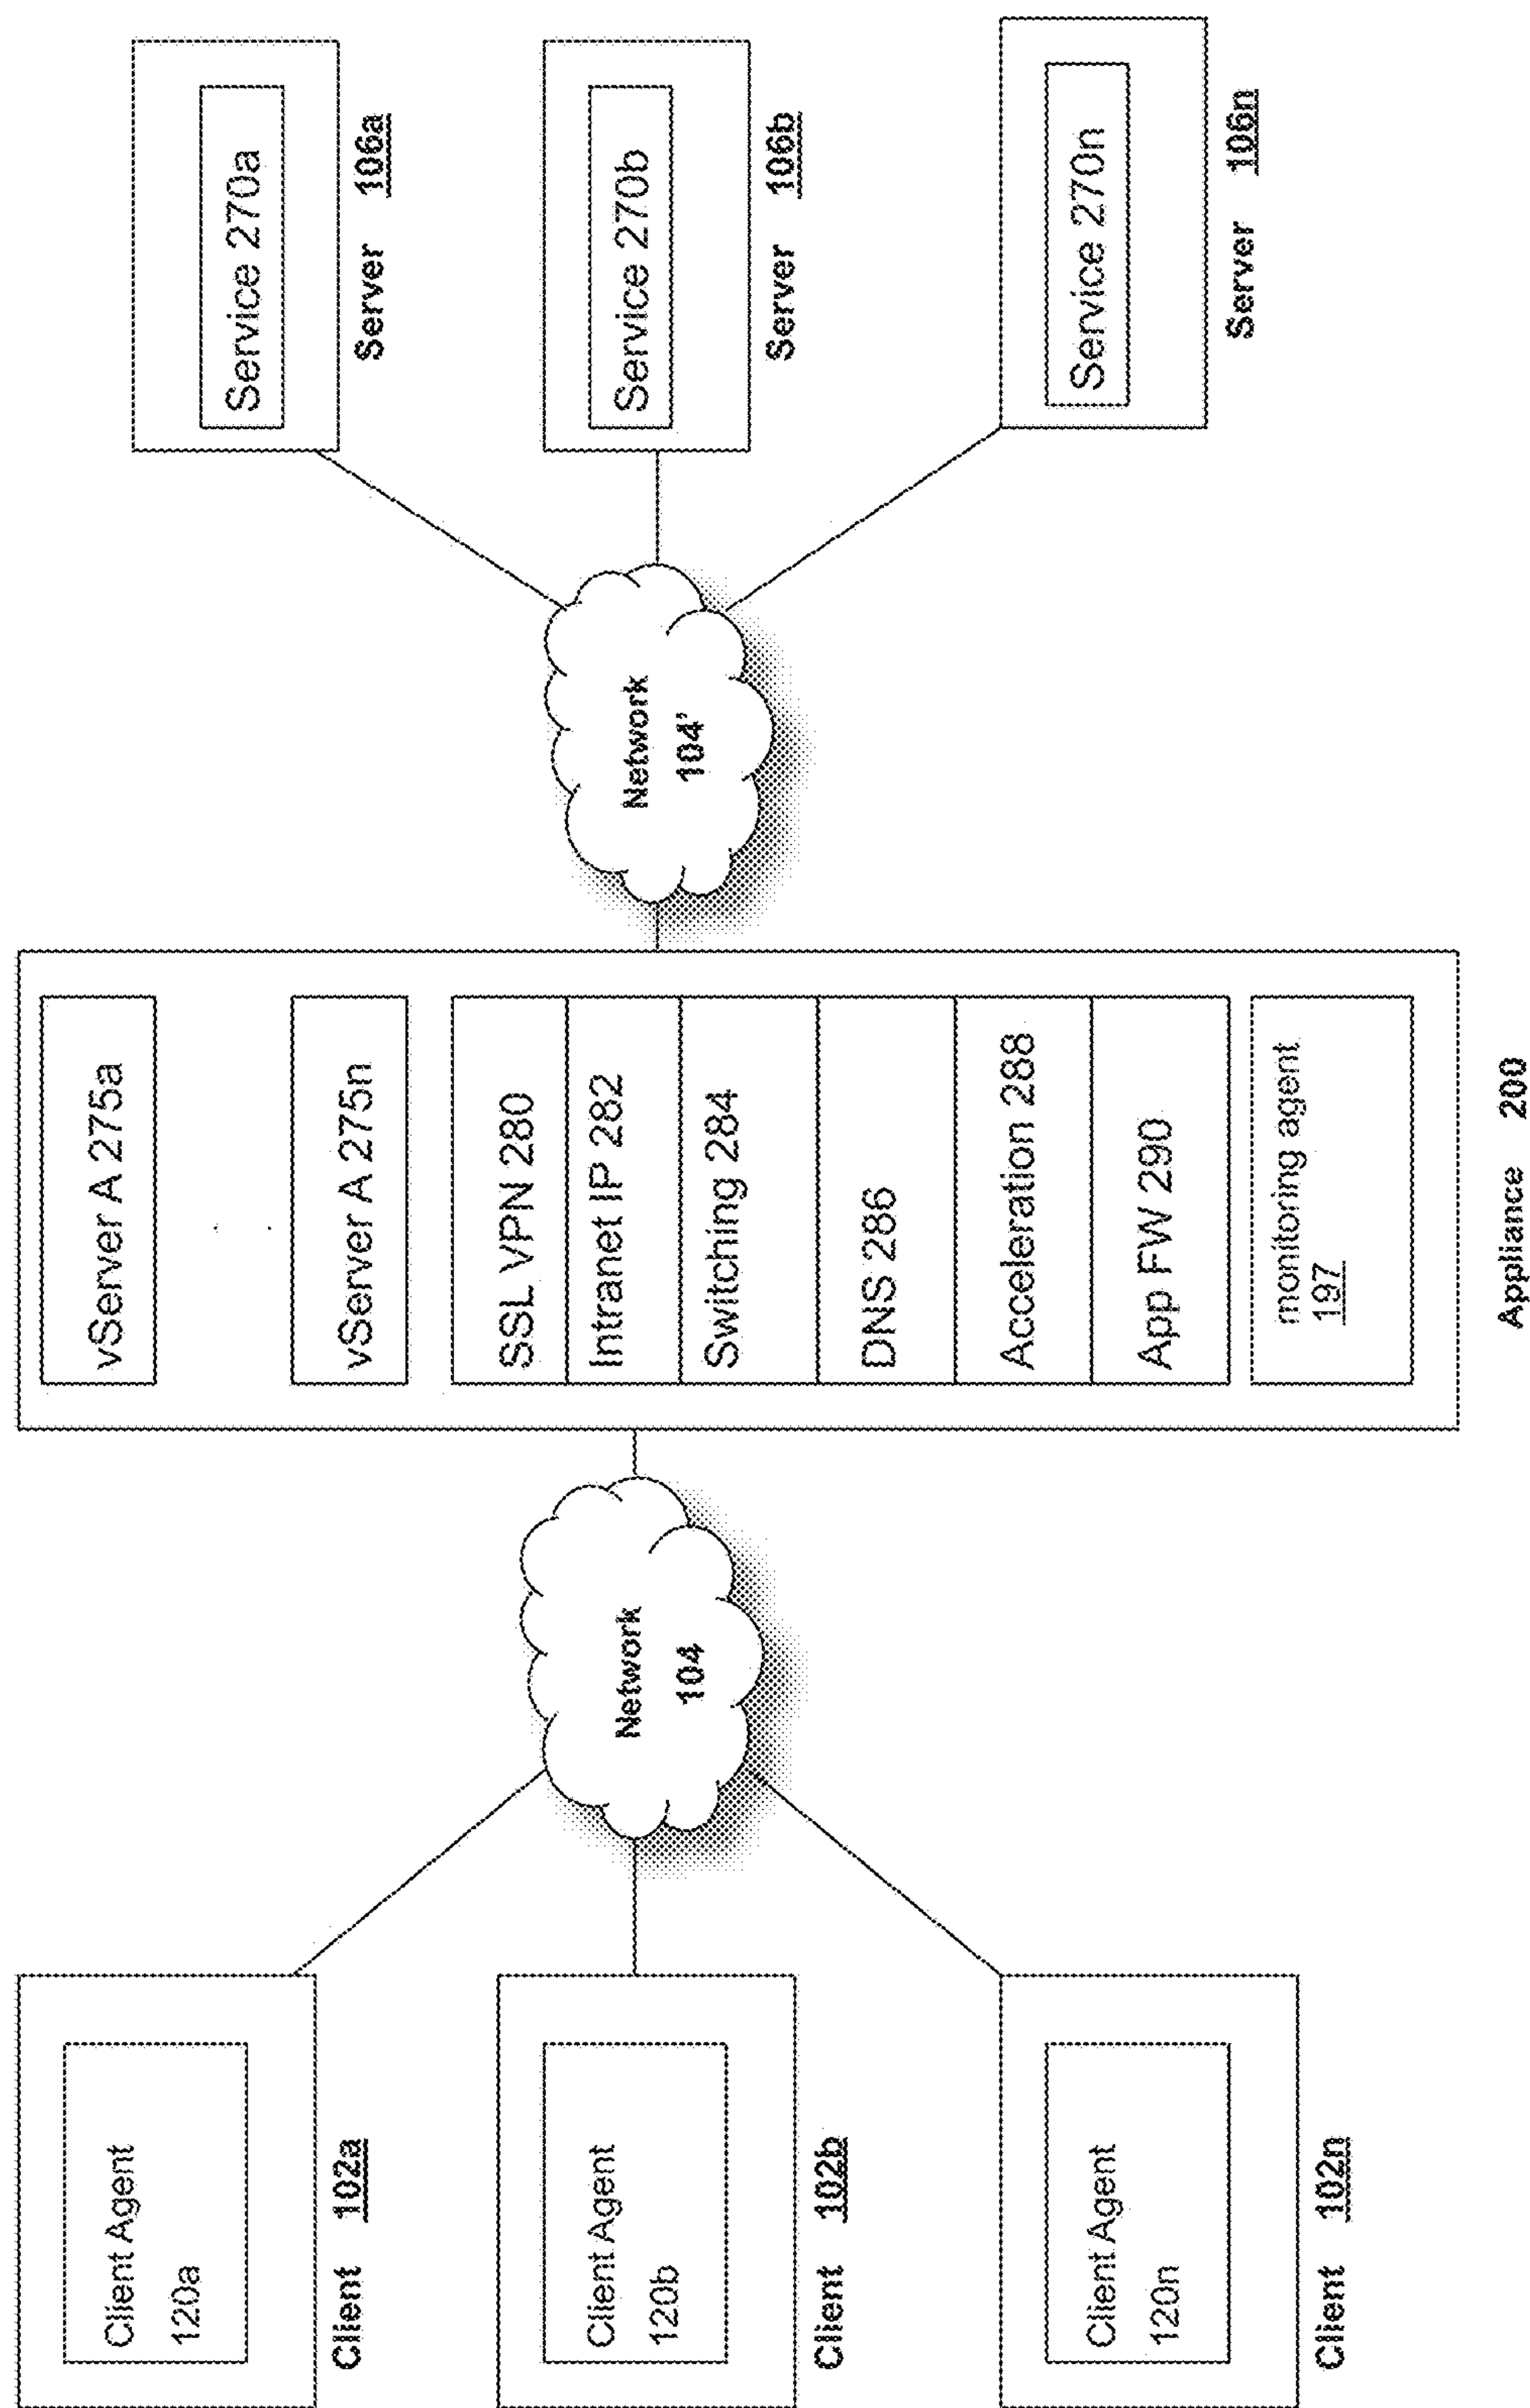 Client Agent
120a
Client 102a
Client Agent
120b
Client 102b
Client Agent
120n
Client 102n
Network
104
vServer A 275a
vServer A 275n
SSL VPN 280
Intranet IP 282
Switching 284
DNS 286
Acceleration 288
App FW 290
monitoring agent
197
Appliance 200
Network
104'
Service 270a
Server 106a
Service 270b
Server 106b
Service 270n
Server 106n